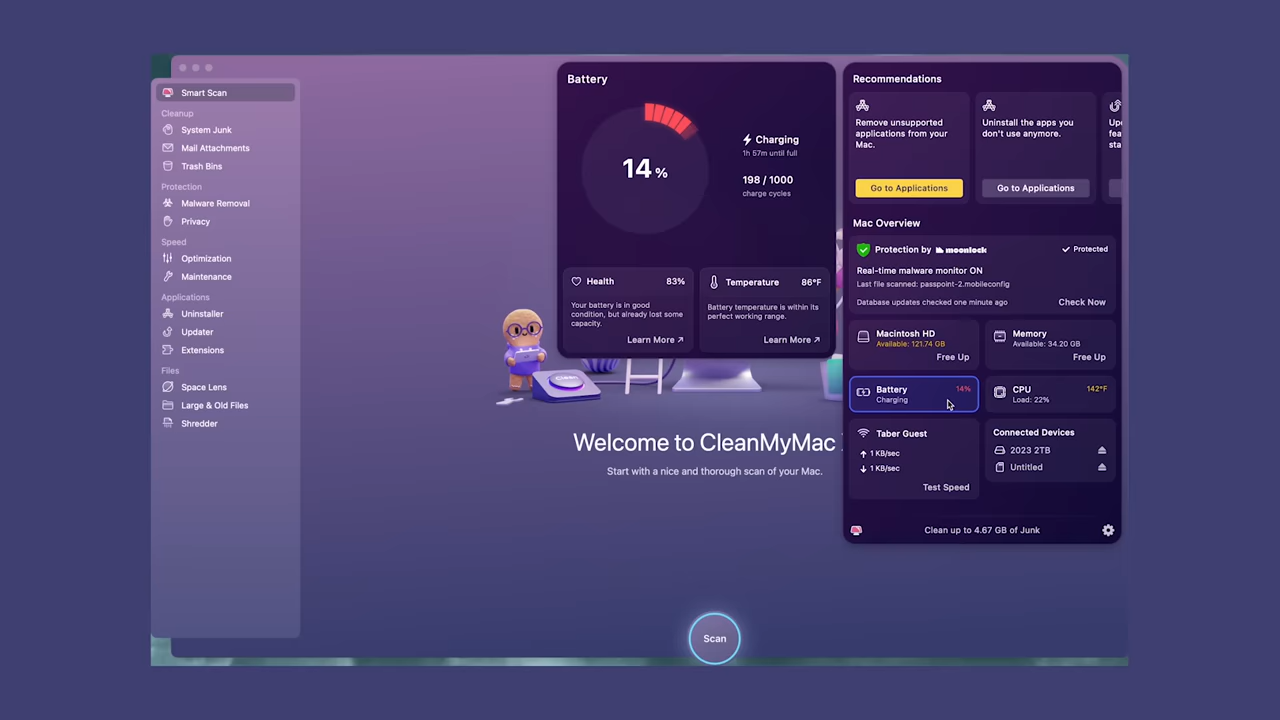 Smart Scan
Cleanup
System Junk
Mail Attachments
Trash Bins
Protection
Malware Removal
Privacy
Speed
Optimization
Maintenance
Applications
Uninstaller
Updater
Extensions
Files
Space Lens
Large & Old Files
Shredder
Battery
14 %
Charging
1h 57m until full
198 / 1000
charge cycles
Health 83%
Your battery is in good
condition, but already lost some
capacity.
Learn More ↗
Temperature 86°F
Battery temperature is within its
perfect working range.
Learn More ↗
Welcome to CleanMyMac
Start with a nice and thorough scan of your Mac.
Scan
Recommendations
Remove unsupported
applications from your
Mac.
Go to Applications
Uninstall the apps you
don't use anymore.
Go to Applications
Mac Overview
Protection by moonlock
Protected
Real-time malware monitor ON
Last file scanned: passpoint-2.mobileconfig
Database updates checked one minute ago
Check Now
Macintosh HD
Available: 121.74 GB
Free Up
Memory
Available: 34.20 GB
Free Up
Battery 14%
Charging
CPU 142°F
Load: 22%
Taber Guest
↑ 1 KB/sec
↓ 1 KB/sec
Test Speed
Connected Devices
2023 2TB
Untitled
Clean up to 4.67 GB of Junk